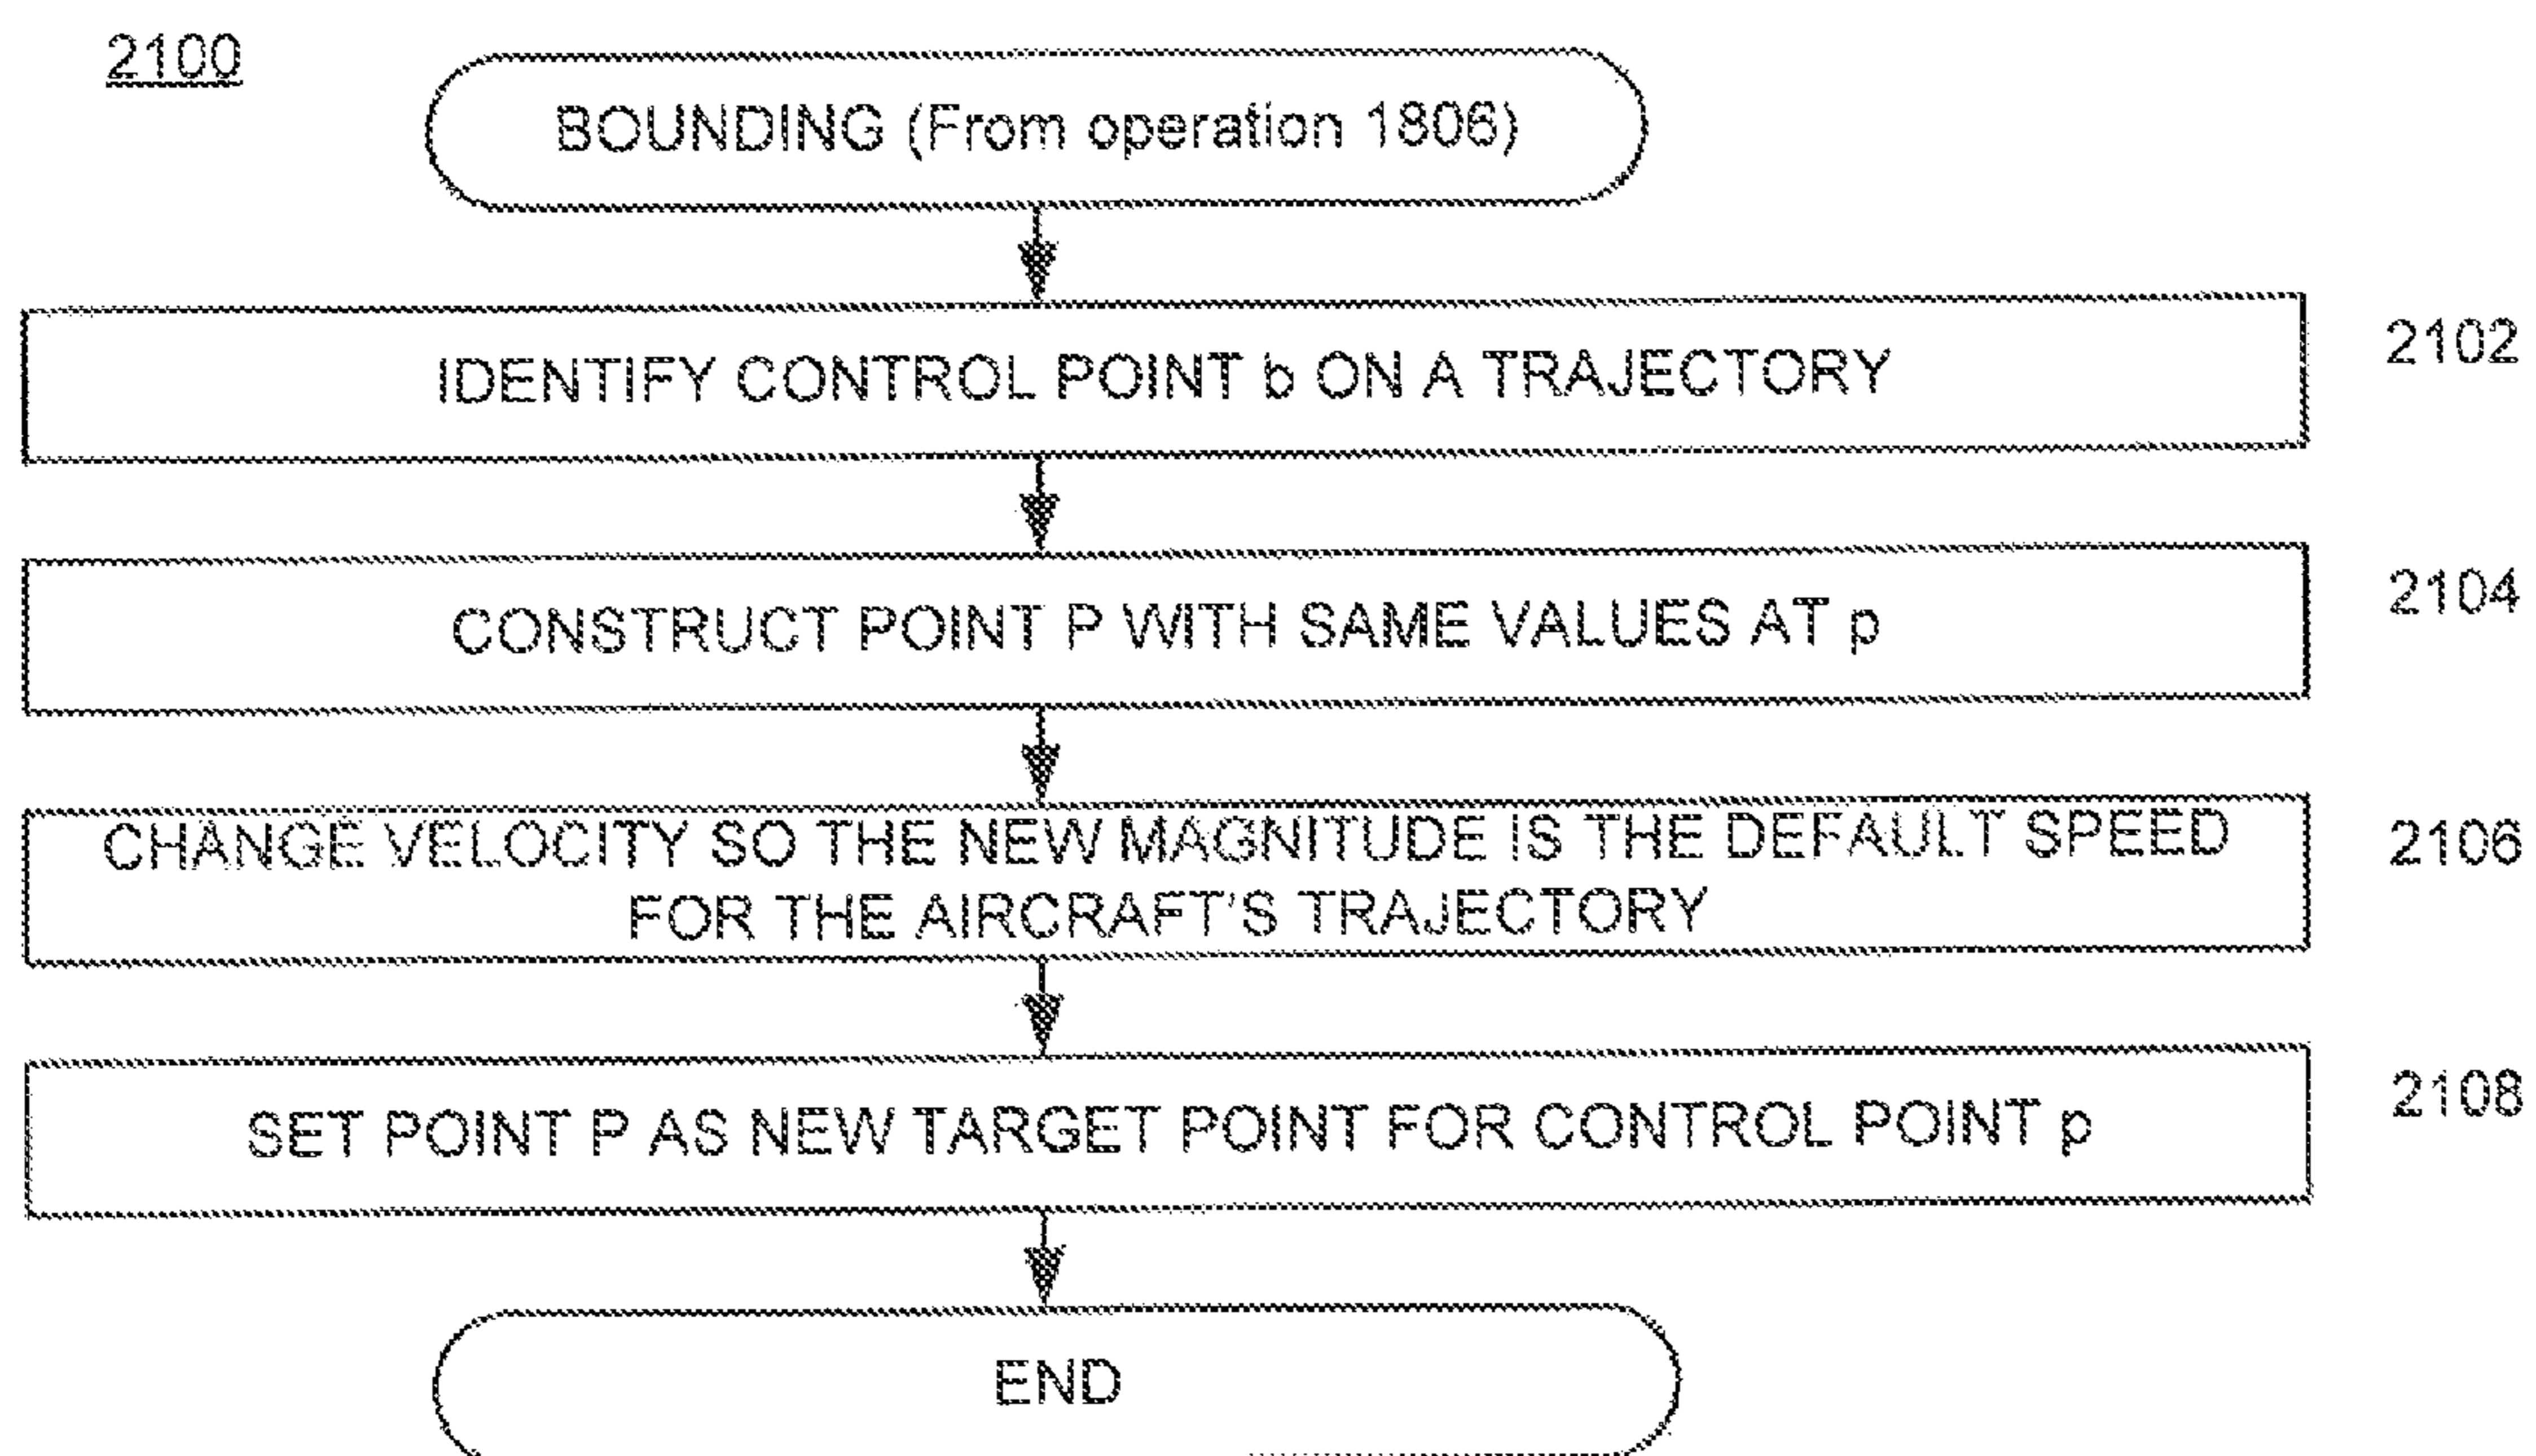 2100
BOUNDING (From operation 1806)
IDENTIFY CONTROL POINT b ON A TRAJECTORY
2102
CONSTRUCT POINT P WITH SAME VALUES AT p
2104
CHANGE VELOCITY SO THE NEW MAGNITUDE IS THE DEFAULT SPEED
FOR THE AIRCRAFT'S TRAJECTORY
2106
SET POINT P AS NEW TARGET POINT FOR CONTROL POINT p
2108
END